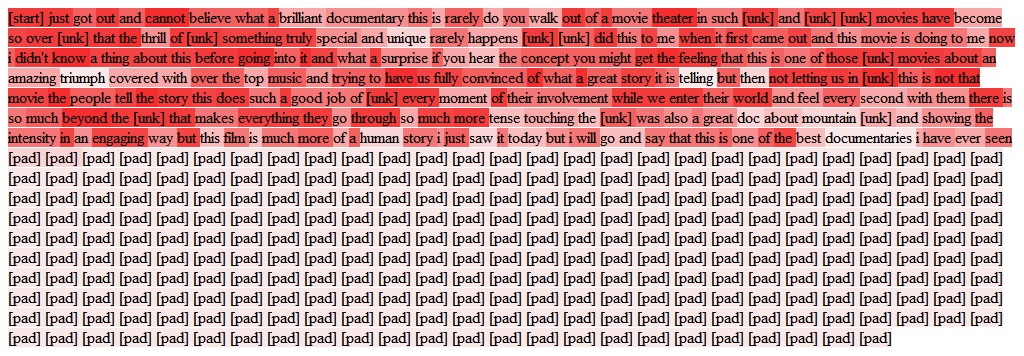 [start] just got out and cannot believe what a brilliant documentary this is rarely do you walk out of a movie theater in such [unk] and [unk] [unk] movies have become
so over [unk] that the thrill of [unk] something truly special and unique rarely happens [unk] [unk] did this to me when it first came out and this movie is doing to me now
i didn't know a thing about this before going into it and what a surprise if you hear the concept you might get the feeling that this is one of those [unk] movies about an
amazing triumph covered with over the top music and trying to have us fully convinced of what a great story it is telling but then not letting us in [unk] this is not that
movie the people tell the story this does such a good job of [unk] every moment of their involvement while we enter their world and feel every second with them there is
so much beyond the [unk] that makes everything they go through so much more tense touching the [unk] was also a great doc about mountain [unk] and showing the
intensity in an engaging way but this film is much more of a human story i just saw it today but i will go and say that this is one of the best documentaries i have ever seen
[pad] [pad] [pad] [pad] [pad] [pad] [pad] [pad] [pad] [pad] [pad] [pad] [pad] [pad] [pad] [pad] [pad] [pad] [pad] [pad] [pad] [pad] [pad] [pad] [pad] [pad] [pad]
[pad] [pad] [pad] [pad] [pad] [pad] [pad] [pad] [pad] [pad] [pad] [pad] [pad] [pad] [pad] [pad] [pad] [pad] [pad] [pad] [pad] [pad] [pad] [pad] [pad] [pad] [pad]
[pad] [pad] [pad] [pad] [pad] [pad] [pad] [pad] [pad] [pad] [pad] [pad] [pad] [pad] [pad] [pad] [pad] [pad] [pad] [pad] [pad] [pad] [pad] [pad] [pad] [pad] [pad]
[pad] [pad] [pad] [pad] [pad] [pad] [pad] [pad] [pad] [pad] [pad] [pad] [pad] [pad] [pad] [pad] [pad] [pad] [pad] [pad] [pad] [pad] [pad] [pad] [pad] [pad] [pad]
[pad] [pad] [pad] [pad] [pad] [pad] [pad] [pad] [pad] [pad] [pad] [pad] [pad] [pad] [pad] [pad] [pad] [pad] [pad] [pad] [pad] [pad] [pad] [pad] [pad] [pad] [pad]
[pad] [pad] [pad] [pad] [pad] [pad] [pad] [pad] [pad] [pad] [pad] [pad] [pad] [pad] [pad] [pad] [pad] [pad] [pad] [pad] [pad] [pad] [pad] [pad] [pad] [pad] [pad]
[pad] [pad] [pad] [pad] [pad] [pad] [pad] [pad] [pad] [pad] [pad] [pad] [pad] [pad] [pad] [pad] [pad] [pad] [pad] [pad] [pad] [pad] [pad] [pad] [pad] [pad] [pad]
[pad] [pad] [pad] [pad] [pad] [pad] [pad] [pad] [pad] [pad] [pad] [pad] [pad] [pad] [pad] [pad] [pad] [pad] [pad] [pad] [pad] [pad] [pad] [pad] [pad] [pad] [pad]
[pad] [pad] [pad] [pad] [pad] [pad] [pad] [pad] [pad] [pad] [pad] [pad] [pad] [pad] [pad] [pad] [pad] [pad] [pad] [pad] [pad] [pad] [pad] [pad] [pad] [pad] [pad]
[pad] [pad] [pad] [pad] [pad] [pad] [pad] [pad] [pad] [pad] [pad] [pad] [pad] [pad] [pad] [pad] [pad] [pad] [pad] [pad] [pad] [pad] [pad] [pad]